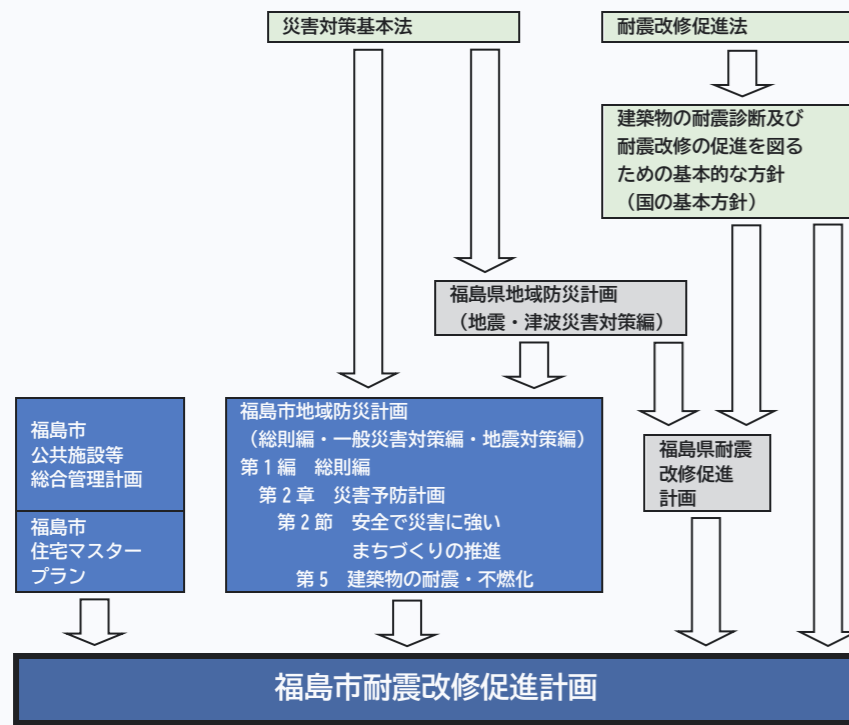 災害対策基本法
耐震改修促進法
建築物の耐震診断及び
耐震改修の促進を図る
ための基本的な方針
（国の基本方針）
福島県地域防災計画
（地震・津波災害対策編）
福島市
公共施設等
総合管理計画
福島市
住宅マスター
プラン
福島市地域防災計画
（総則編・一般災害対策編・地震対策編）
第１編　総則編
第２章　災害予防計画
第２節　安全で災害に強い
まちづくりの推進
第５　建築物の耐震・不燃化
福島県耐震
改修促進
計画
福島市耐震改修促進計画